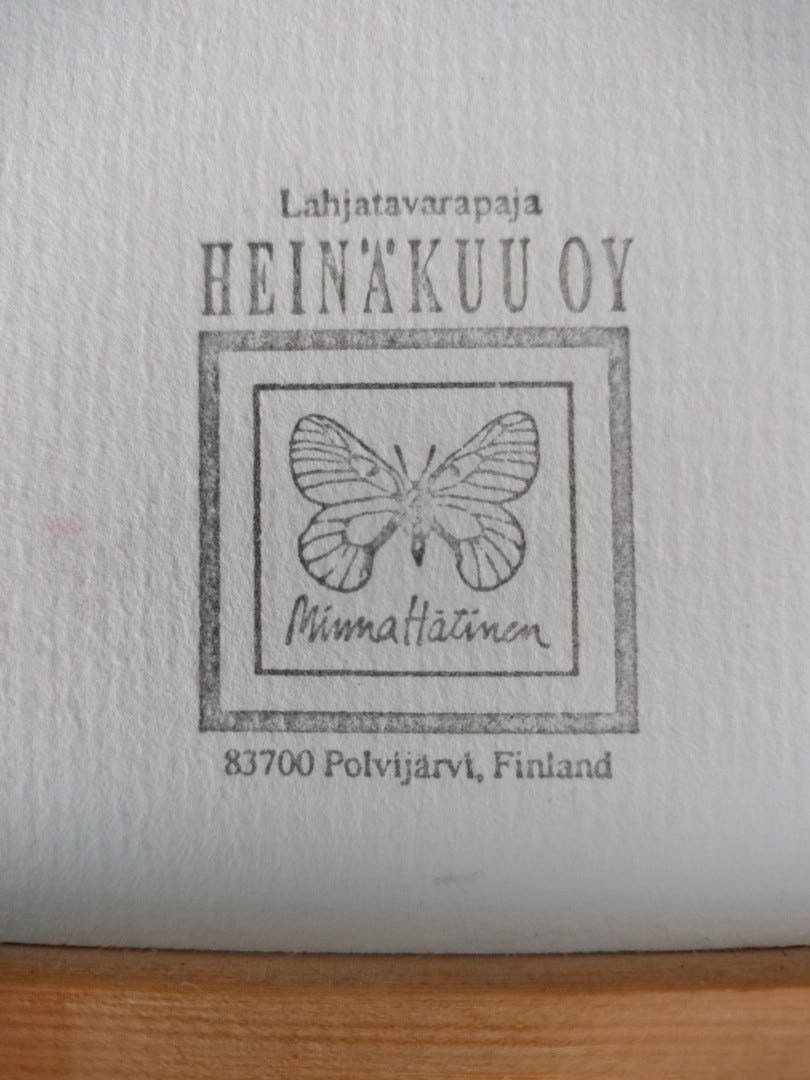 Lahjatavarapaja
HEINÄKUU OY
Minna Hätinen
83700 Polvijärvi, Finland